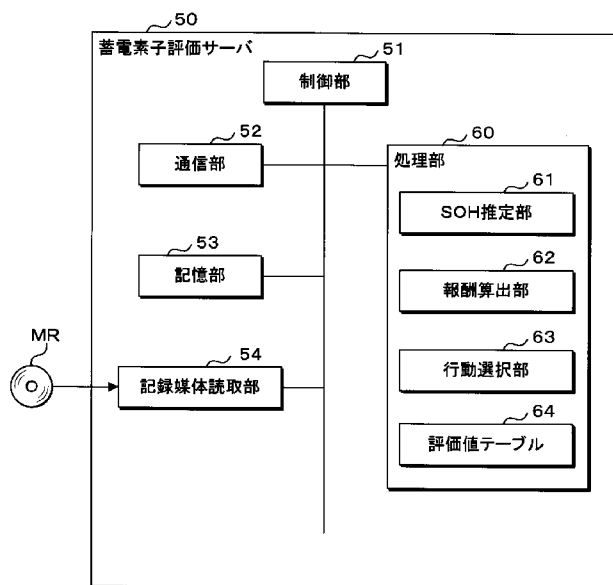 50
蓄電素子評価サーバ
51
制御部
52
通信部
60
処理部
61
SOH推定部
53
記憶部
62
報酬算出部
MR
54
記録媒体読取部
63
行動選択部
64
評価値テーブル